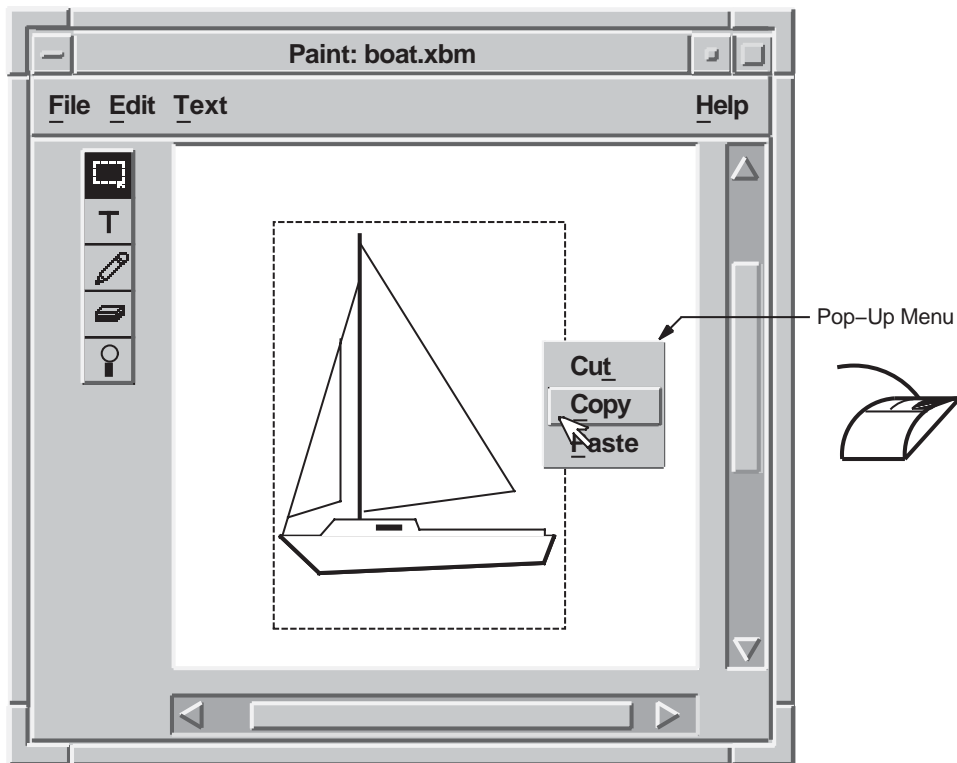 Paint: boat.xbm
File Edit Text Help
T
Pop–Up Menu
Cut
Copy
Paste